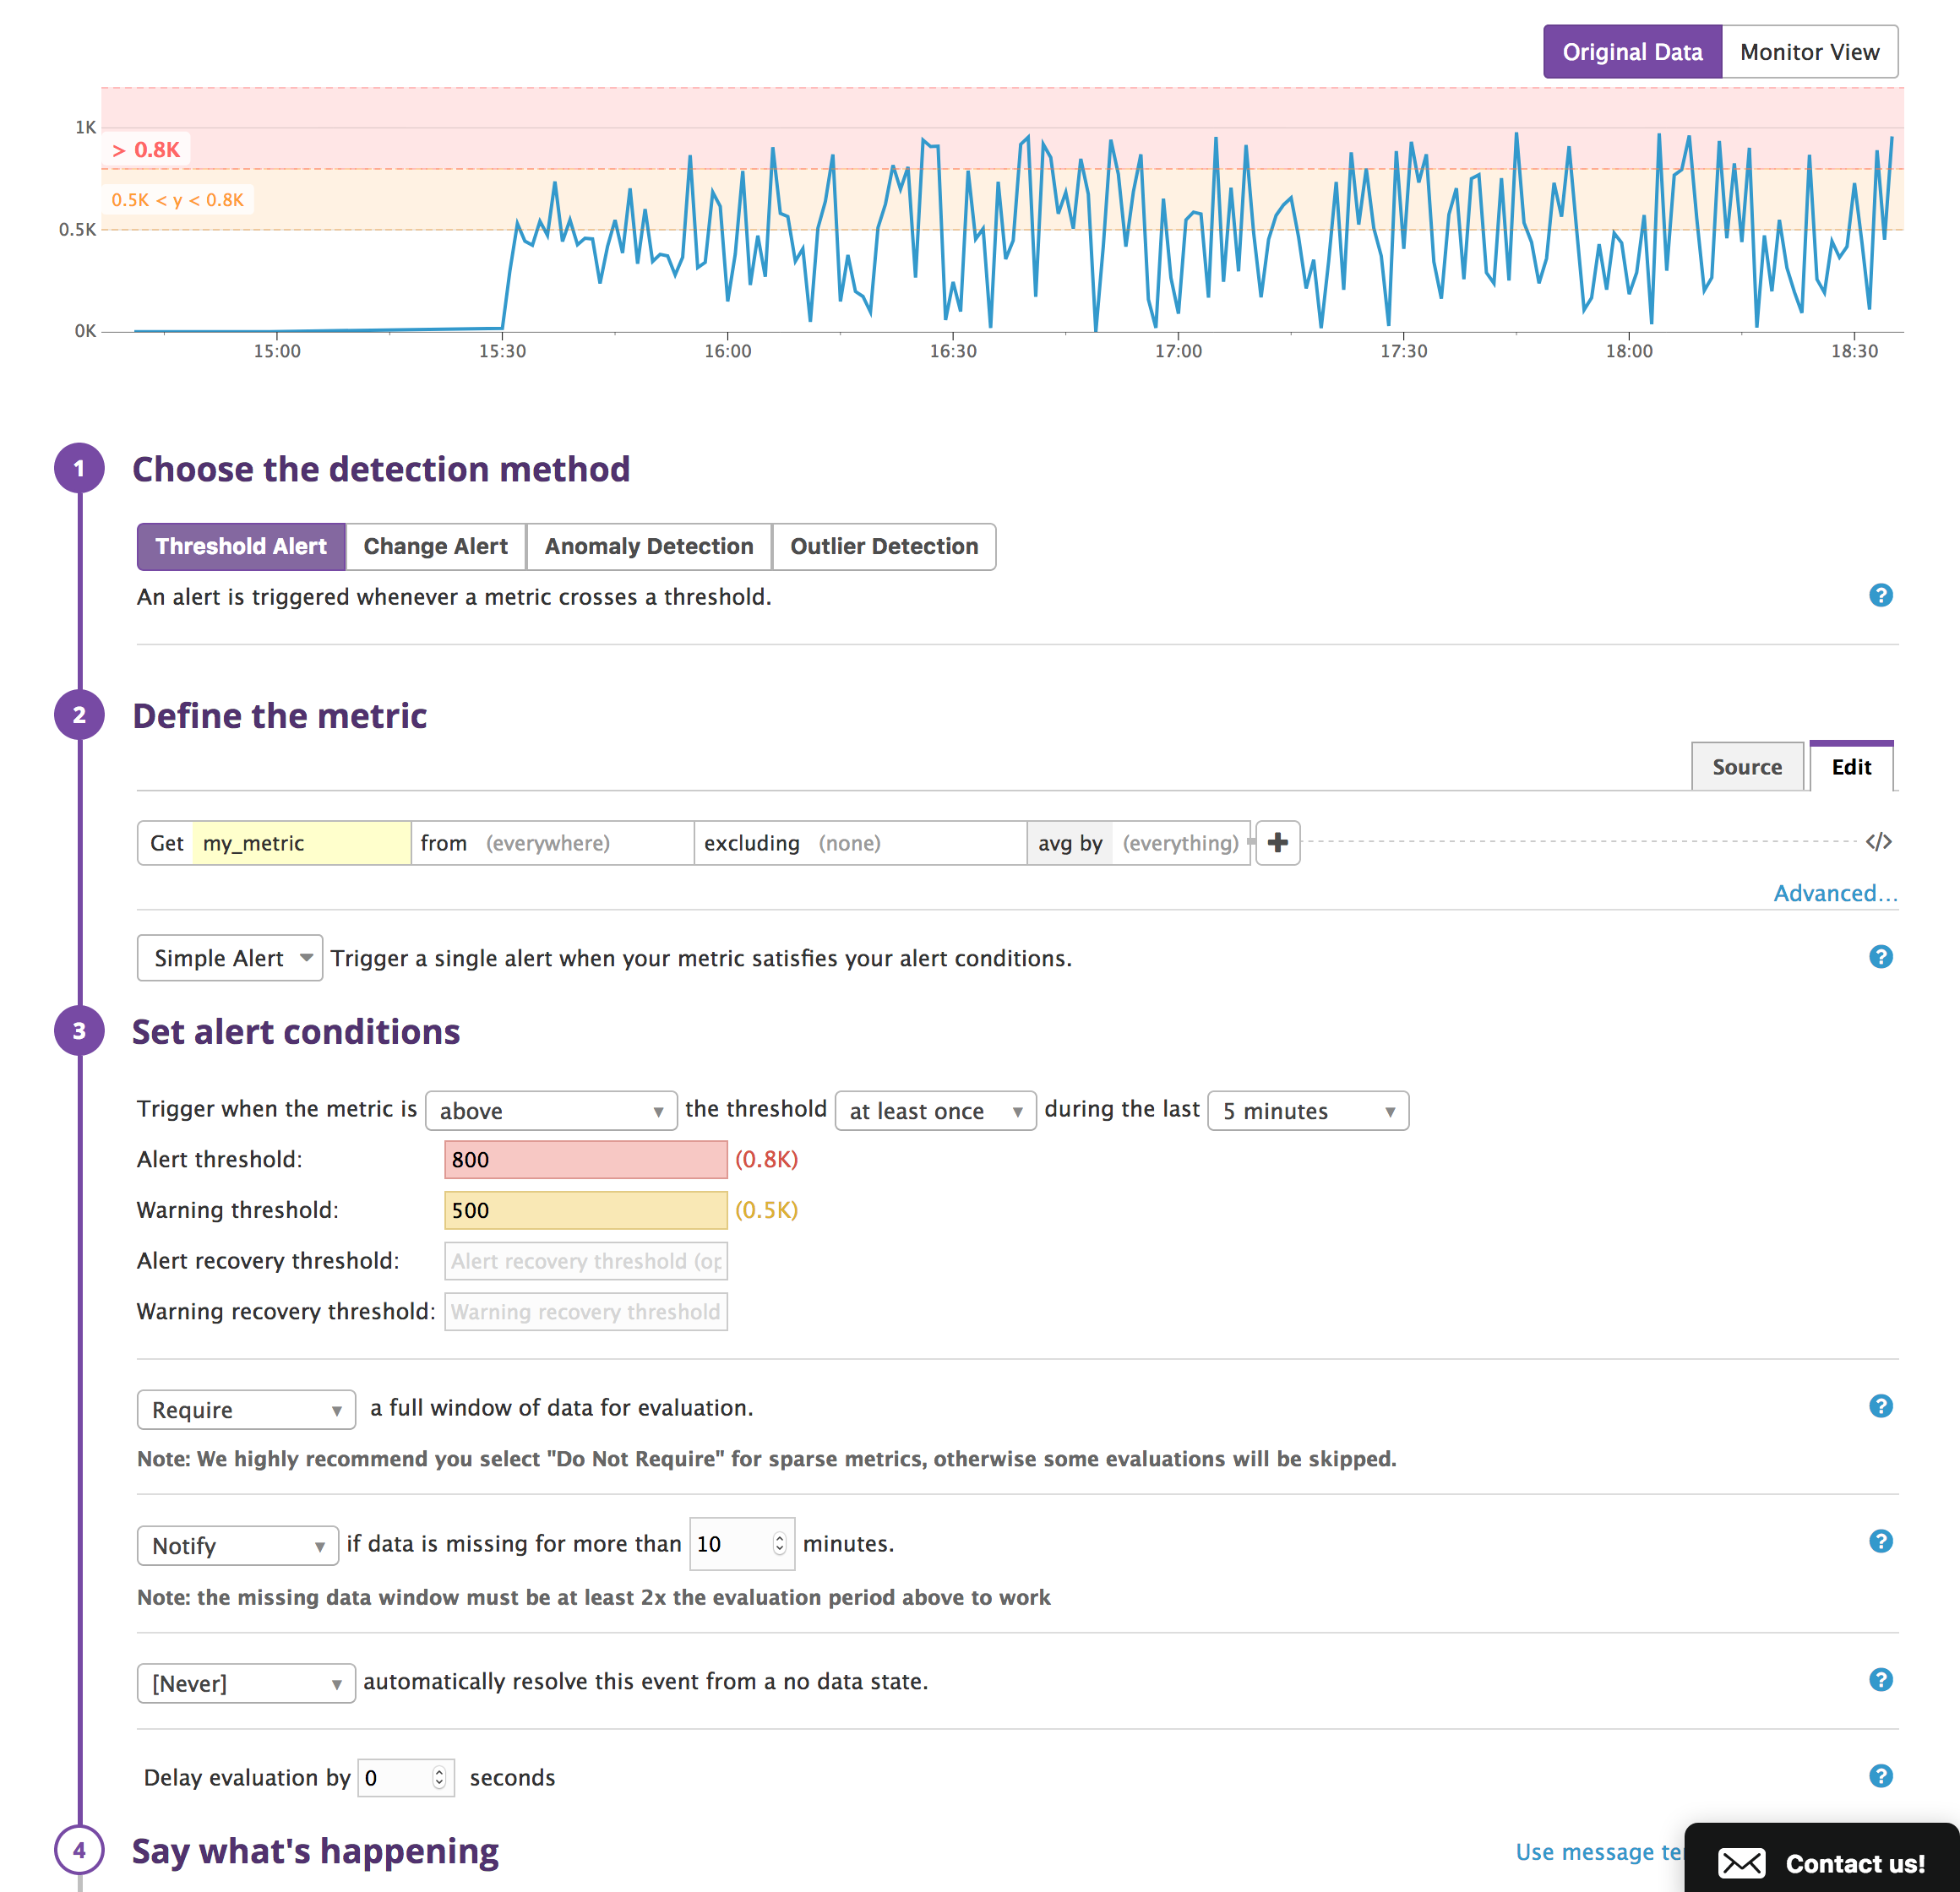 Original Data Monitor View
1K
> 0.8K
0.5K < y < 0.8K
0.5K
0K
15:00 15:30 16:00 16:30 17:00 17:30 18:00 18:30
1 Choose the detection method
Threshold Alert Change Alert Anomaly Detection Outlier Detection
An alert is triggered whenever a metric crosses a threshold. ?
2 Define the metric
Source Edit
Get my_metric from (everywhere) excluding (none) avg by (everything) + </>
Advanced...
Simple Alert Trigger a single alert when your metric satisfies your alert conditions. ?
3 Set alert conditions
Trigger when the metric is above the threshold at least once during the last 5 minutes
Alert threshold: 800 (0.8K)
Warning threshold: 500 (0.5K)
Alert recovery threshold: Alert recovery threshold (op
Warning recovery threshold: Warning recovery threshold
Require a full window of data for evaluation. ?
Note: We highly recommend you select "Do Not Require" for sparse metrics, otherwise some evaluations will be skipped.
Notify if data is missing for more than 10 minutes. ?
Note: the missing data window must be at least 2x the evaluation period above to work
[Never] automatically resolve this event from a no data state. ?
Delay evaluation by 0 seconds ?
4 Say what's happening Use message te
Contact us!